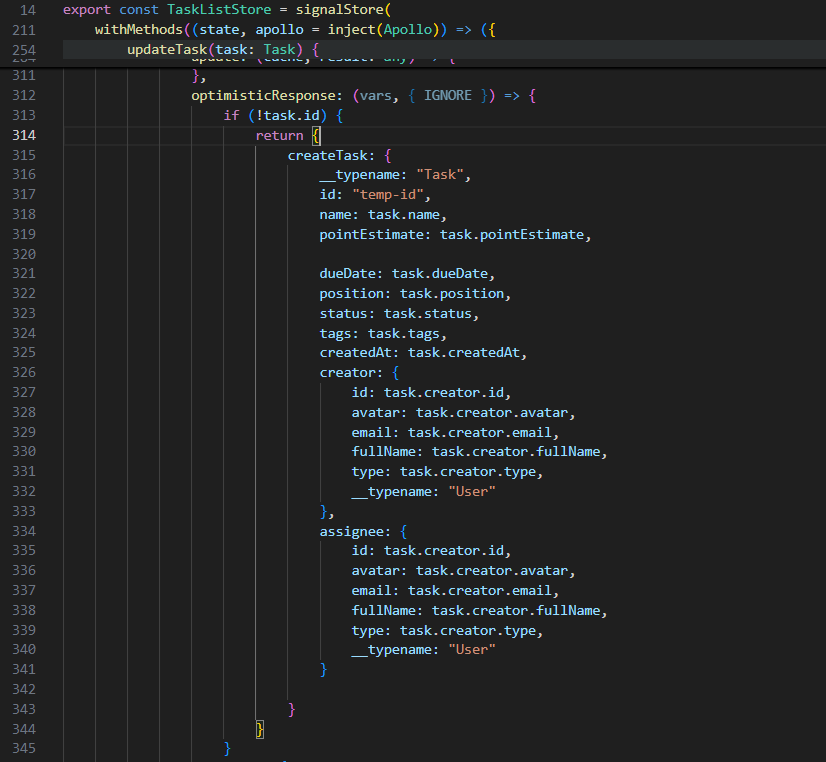 14 export const TaskListStore = signalStore(
211 withMethods((state, apollo = inject(Apollo)) => ({
254 updateTask(task: Task) {
311 },
312 optimisticResponse: (vars, { IGNORE }) => {
313 if (!task.id) {
314 return {
315 createTask: {
316 __typename: "Task",
317 id: "temp-id",
318 name: task.name,
319 pointEstimate: task.pointEstimate,
320
321 dueDate: task.dueDate,
322 position: task.position,
323 status: task.status,
324 tags: task.tags,
325 createdAt: task.createdAt,
326 creator: {
327 id: task.creator.id,
328 avatar: task.creator.avatar,
329 email: task.creator.email,
330 fullName: task.creator.fullName,
331 type: task.creator.type,
332 __typename: "User"
333 },
334 assignee: {
335 id: task.creator.id,
336 avatar: task.creator.avatar,
337 email: task.creator.email,
338 fullName: task.creator.fullName,
339 type: task.creator.type,
340 __typename: "User"
341 }
342
343 }
344 }
345 }